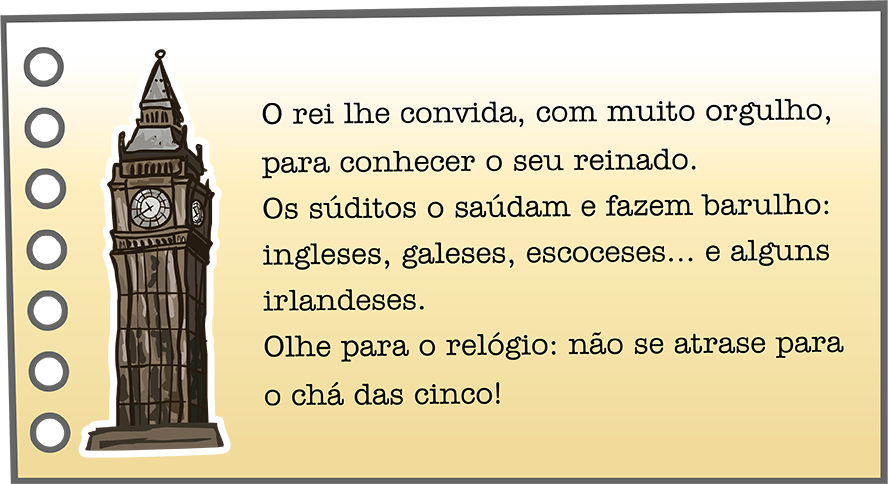 O rei lhe convida, com muito orgulho,
para conhecer o seu reinado.
Os súditos o saúdam e fazem barulho:
ingleses, galeses, escoceses... e alguns
irlandeses.
Olhe para o relógio: não se atrase para
o chá das cinco!